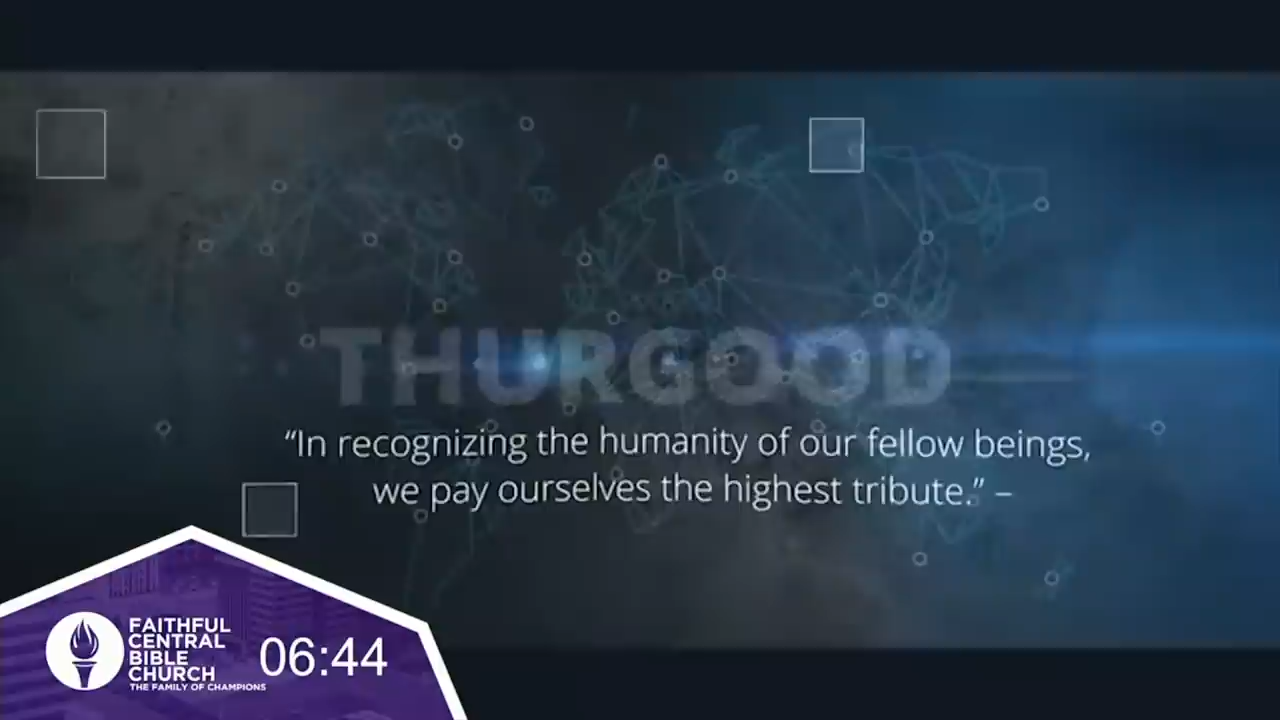 THURGOOD
“In recognizing the humanity of our fellow beings,
we pay ourselves the highest tribute.” –
FAITHFUL
CENTRAL
BIBLE
CHURCH
THE FAMILY OF CHAMPIONS
06:44